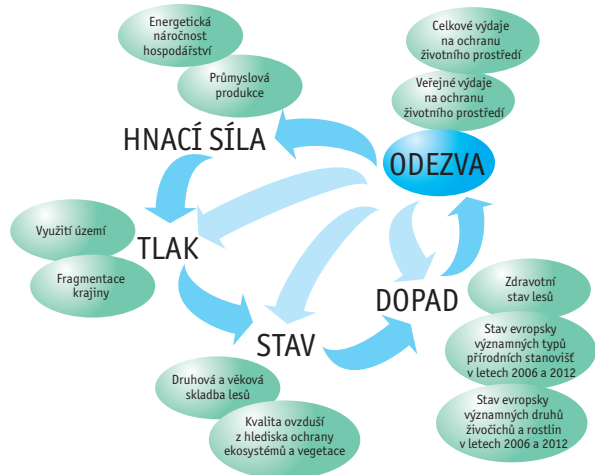 Energetická
náročnost
hospodářství
Průmyslová
produkce
Celkové výdaje
na ochranu
životního prostředí
Veřejné výdaje
na ochranu
životního prostředí
HNACÍ SÍLA
ODEZVA
Využití území
Fragmentace
krajiny
TLAK
DOPAD
Zdravotní
stav lesů
STAV
Stav evropsky
významných typů
přírodních stanovišť
v letech 2006 a 2012
Druhová a věková
skladba lesů
Kvalita ovzduší
z hlediska ochrany
ekosystémů a vegetace
Stav evropsky
významných druhů
živočichů a rostlin
v letech 2006 a 2012